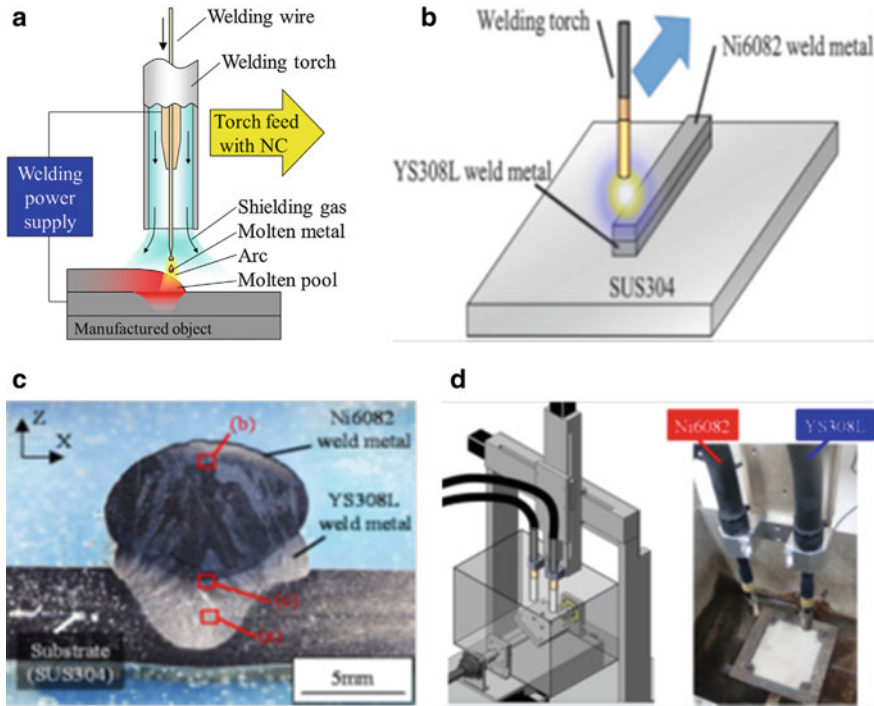 a
Welding wire
Welding torch
Torch feed
with NC
Welding
power
supply
Shielding gas
Molten metal
Arc
Molten pool
Manufactured object
b
Welding torch
Ni6082 weld metal
YS308L weld metal
SUS304
c
Z
X
(b)
Ni6082
weld metal
YS308L
weld metal
(c)
(a)
Substrate
(SUS304)
5mm
d
Ni6082
YS308L